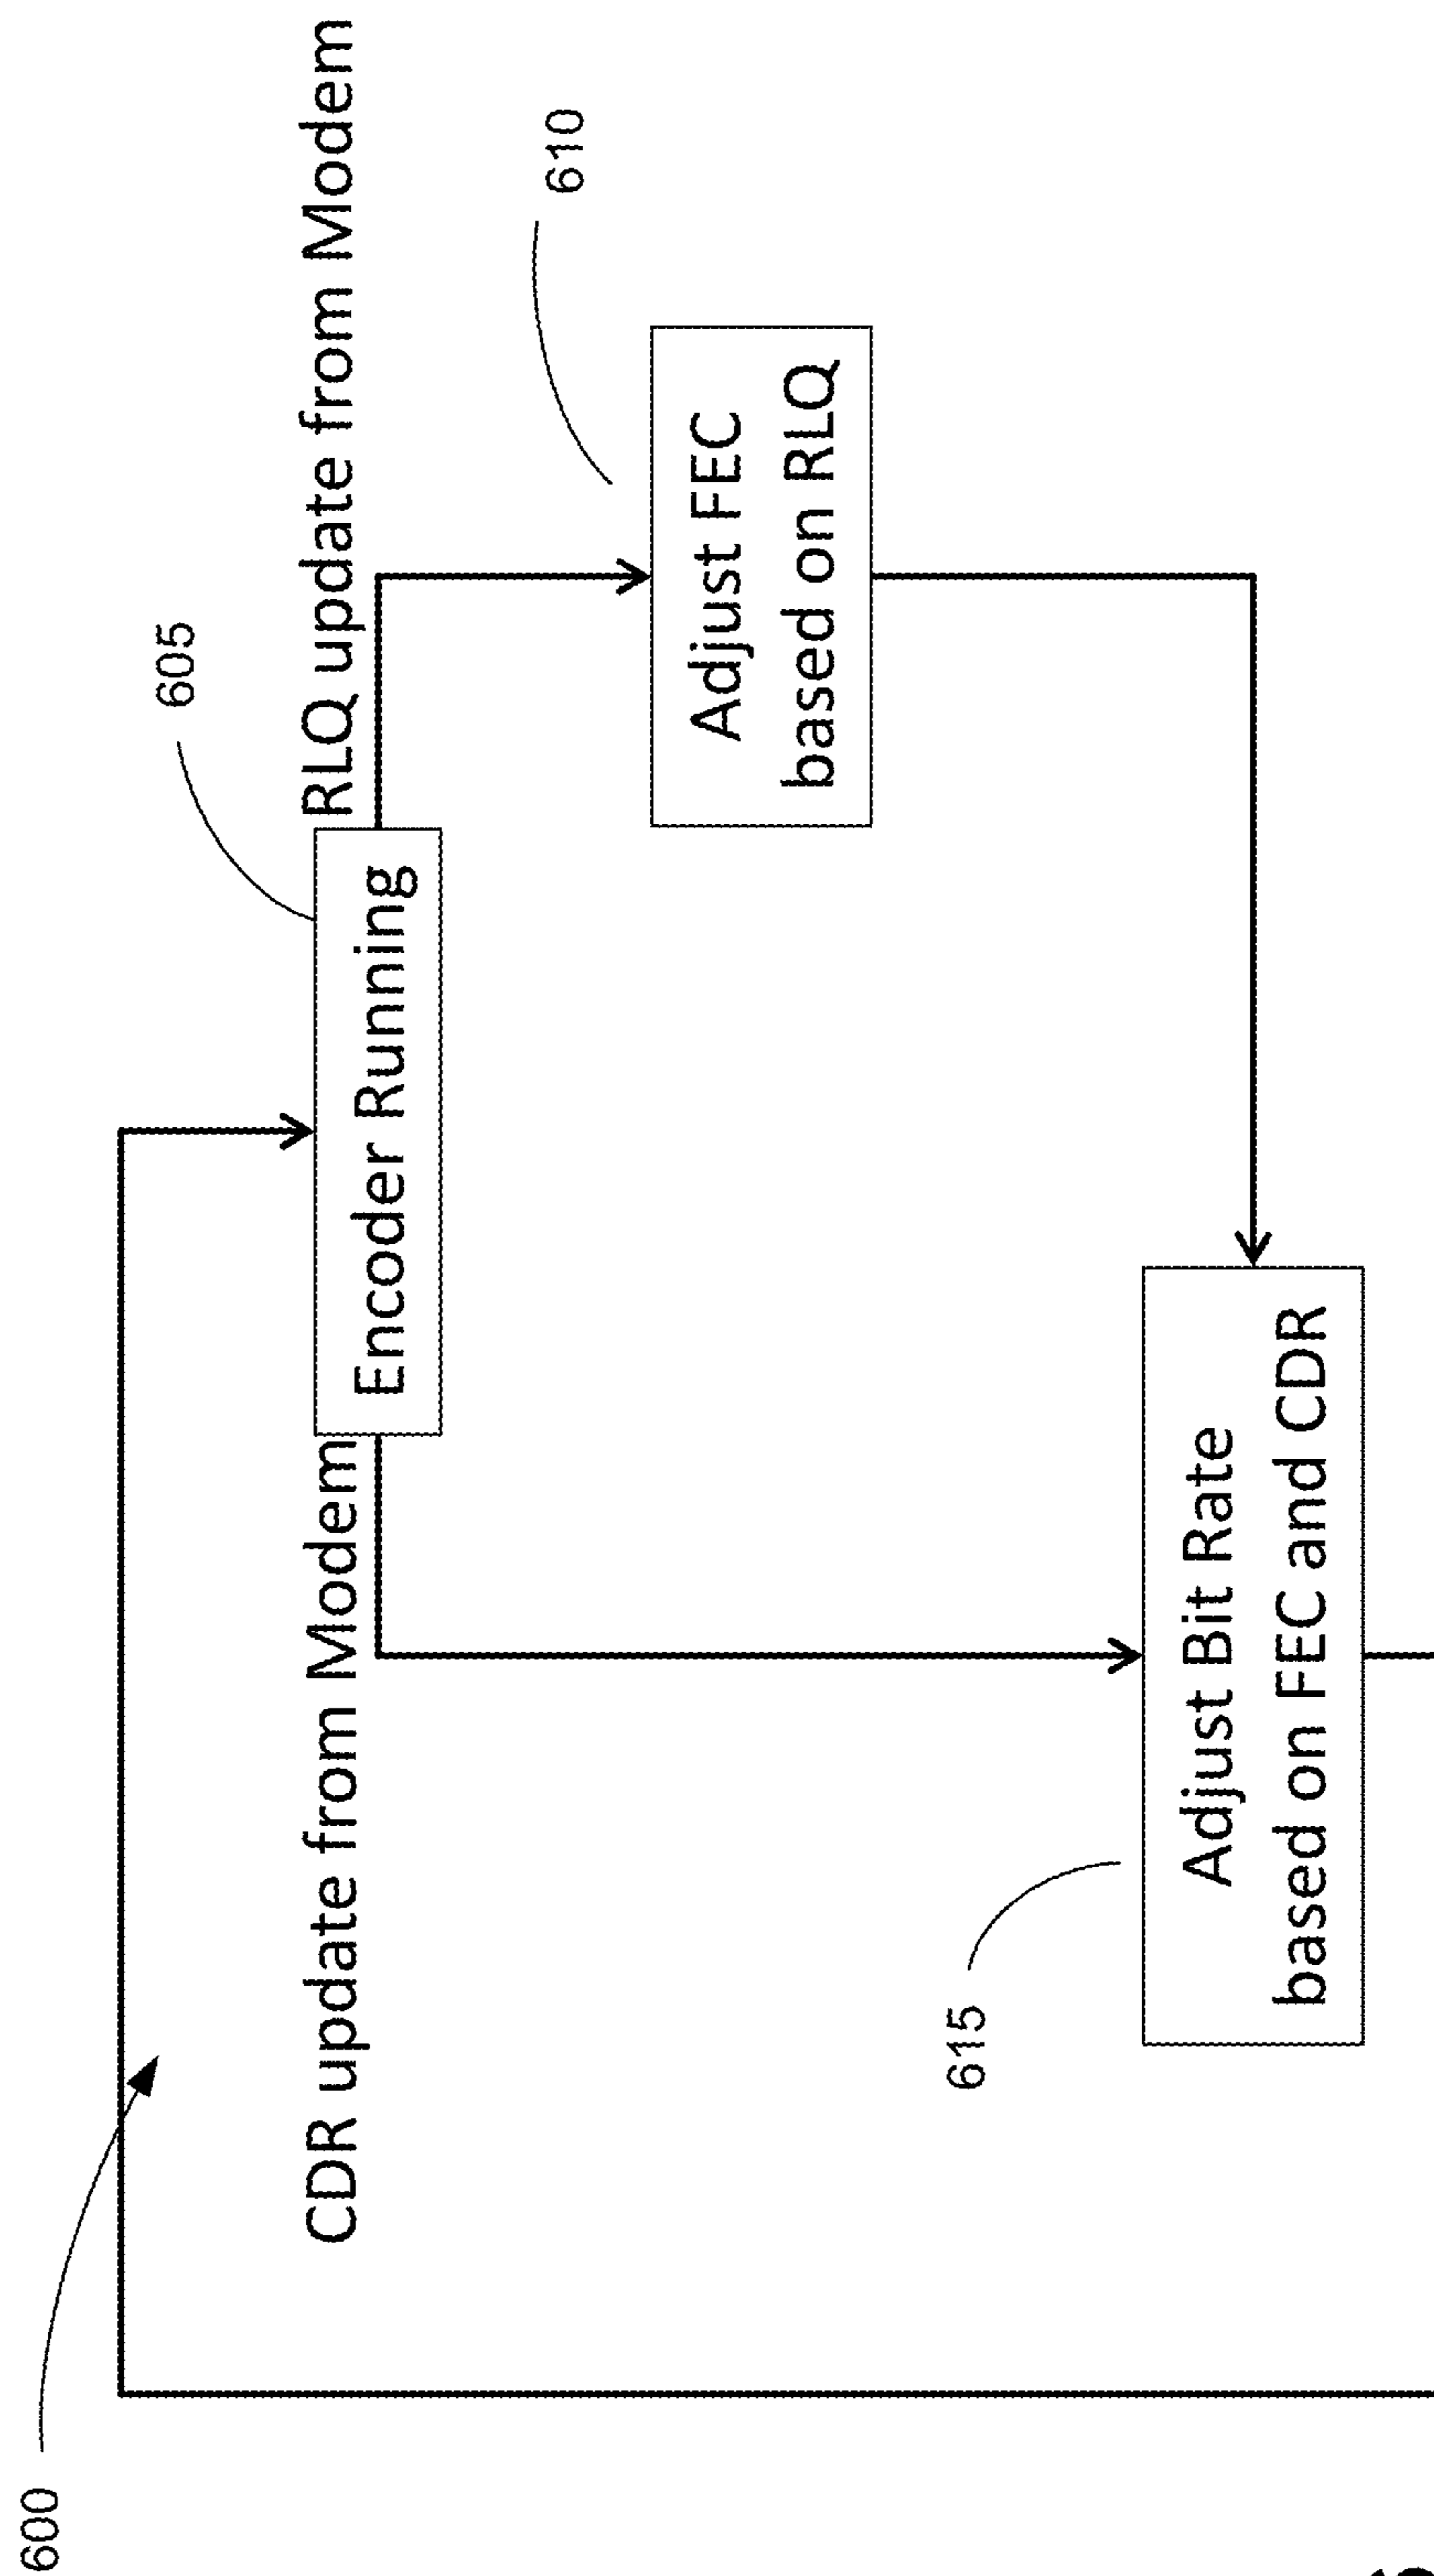 600
605
CDR update from Modem
Encoder Running
RLQ update from Modem
610
Adjust FEC
based on RLQ
615
Adjust Bit Rate
based on FEC and CDR